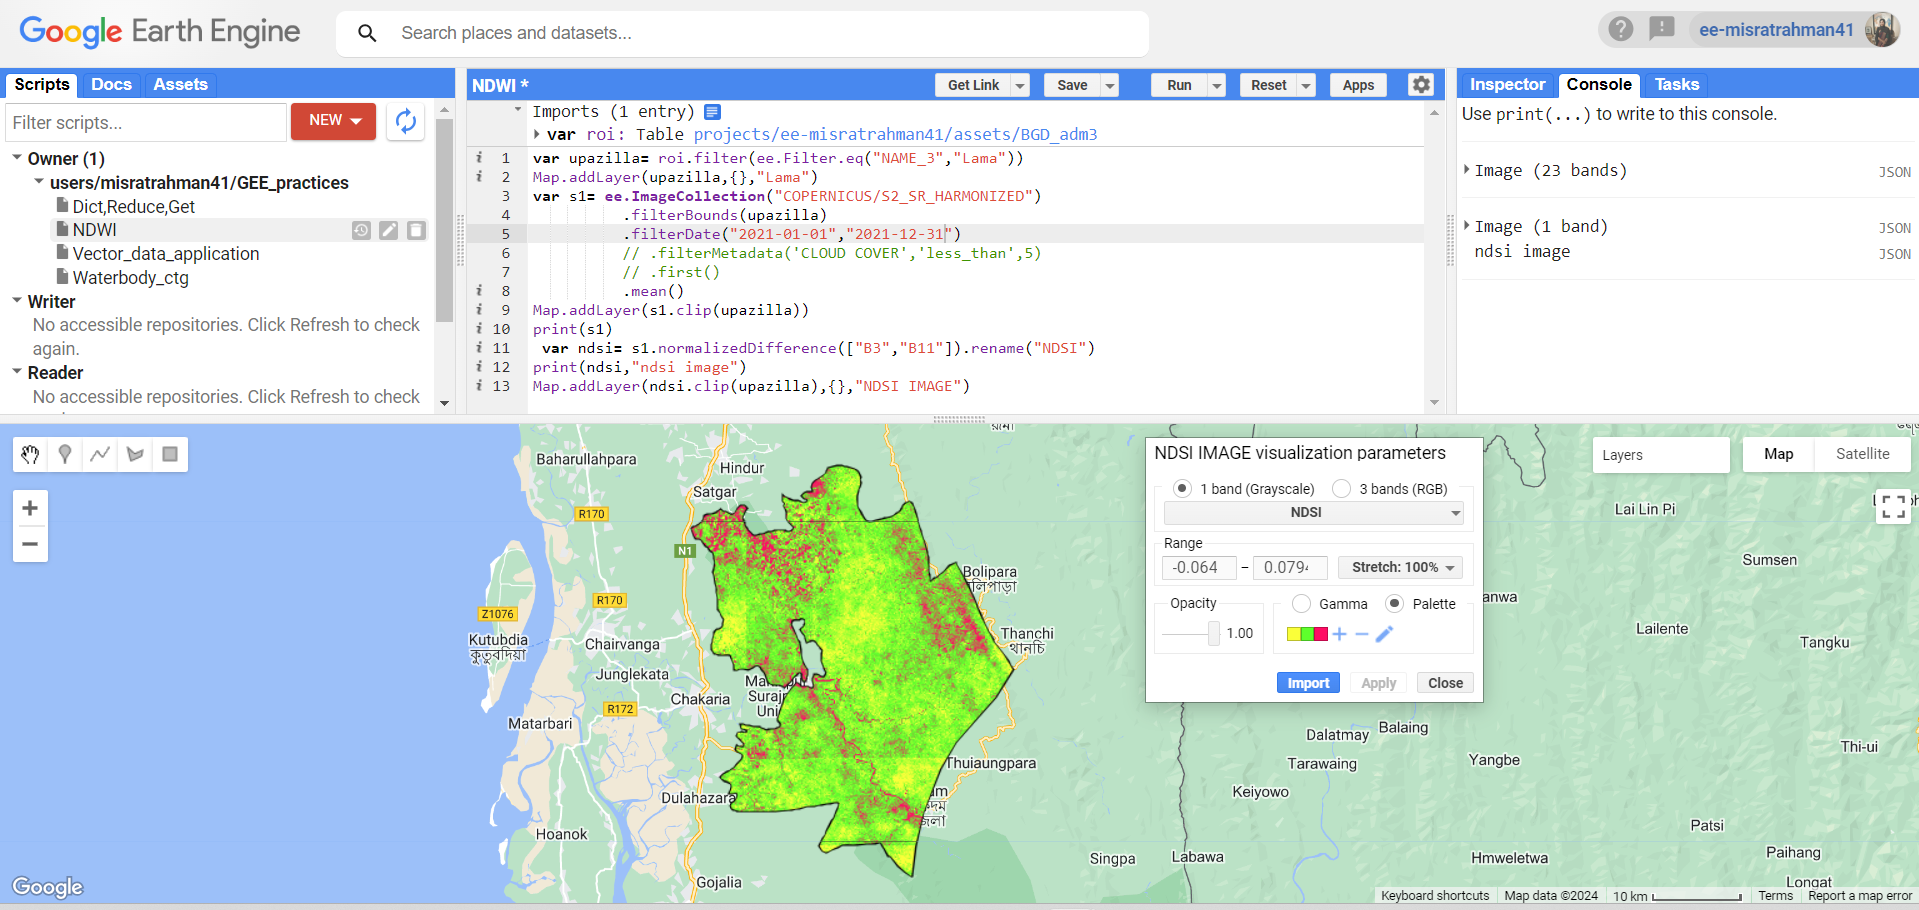 Google Earth Engine
Search places and datasets...
ee-misratrahman41
Scripts Docs Assets
Filter scripts...
NEW
Owner (1)
users/misratrahman41/GEE_practices
Dict,Reduce,Get
NDWI
Vector_data_application
Waterbody_ctg
Writer
No accessible repositories. Click Refresh to check
again.
Reader
No accessible repositories. Click Refresh to check
NDWI *
Get Link Save Run Reset Apps
Imports (1 entry)
var roi: Table projects/ee-misratrahman41/assets/BGD_adm3
1 var upazilla= roi.filter(ee.Filter.eq("NAME_3","Lama"))
2 Map.addLayer(upazilla,{},"Lama")
3 var s1= ee.ImageCollection("COPERNICUS/S2_SR_HARMONIZED")
4 .filterBounds(upazilla)
5 .filterDate("2021-01-01","2021-12-31")
6 // .filterMetadata('CLOUD COVER','less_than',5)
7 // .first()
8 .mean()
9 Map.addLayer(s1.clip(upazilla))
10 print(s1)
11 var ndsi= s1.normalizedDifference(["B3","B11"]).rename("NDSI")
12 print(ndsi,"ndsi image")
13 Map.addLayer(ndsi.clip(upazilla),{},"NDSI IMAGE")
Inspector Console Tasks
Use print(...) to write to this console.
Image (23 bands) JSON
Image (1 band) JSON
ndsi image JSON
Baharullahpara
Hindur
Satgar
R170
N1
Bolipara
R170
Z1076
Kutubdia
কুতুবদিয়া
Chairvanga
Thanchi
থানচি
Junglekata
Chakaria
Suraj
Uni
R172
Matarbari
Thuiaungpara
Dulahazara
Hoanok
Gojalia
NDSI IMAGE visualization parameters
1 band (Grayscale) 3 bands (RGB)
NDSI
Range
-0.064 – 0.079 Stretch: 100%
Opacity
1.00
Gamma Palette
Import Apply Close
Layers
Map Satellite
Lai Lin Pi
Sumsen
anwa
Lailente
Tangku
Dalatmay
Balaing
Thi-ui
Tarawaing
Yangbe
Keiyowo
Patsi
Singpa
Labawa
Hmweletwa
Paihang
Longat
Google
Keyboard shortcuts Map data ©2024 10 km Terms Report a map error